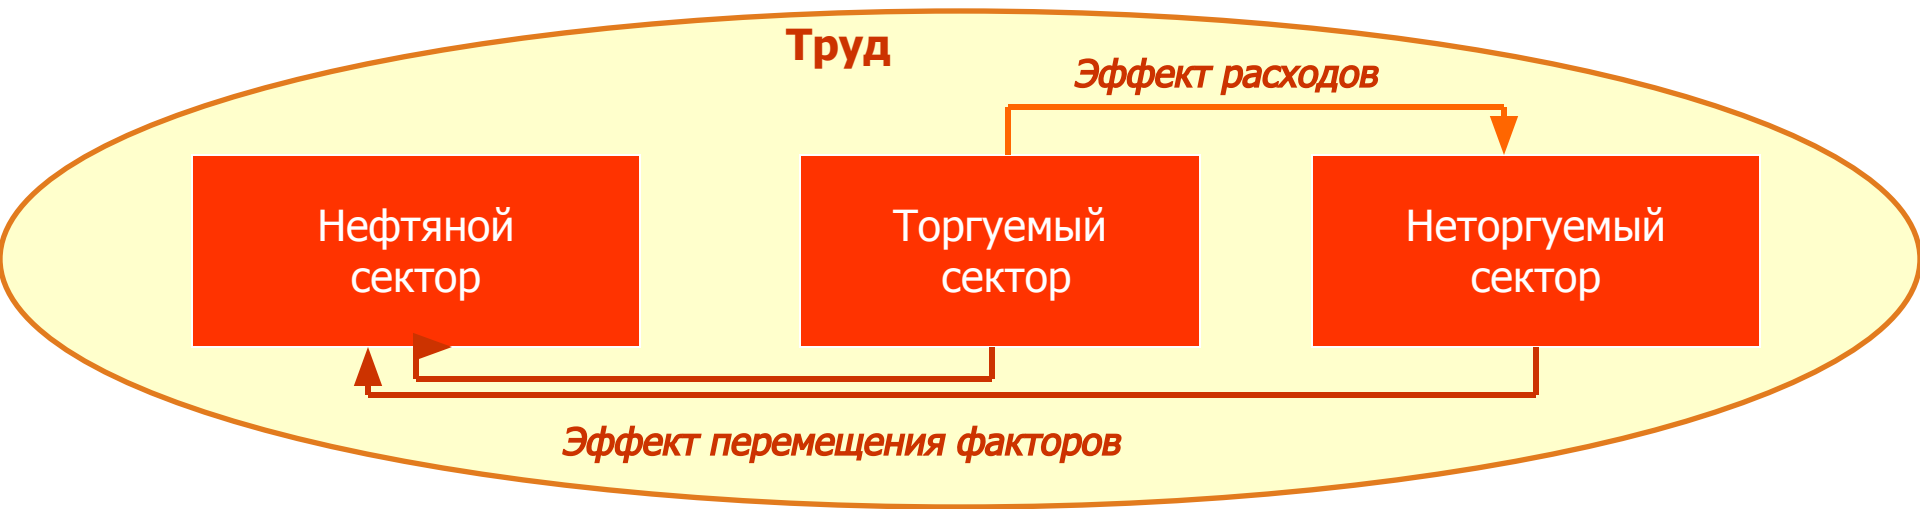 Труд
Эффект расходов
Нефтяной
сектор
Торгуемый
сектор
Неторгуемый
сектор
Эффект перемещения факторов